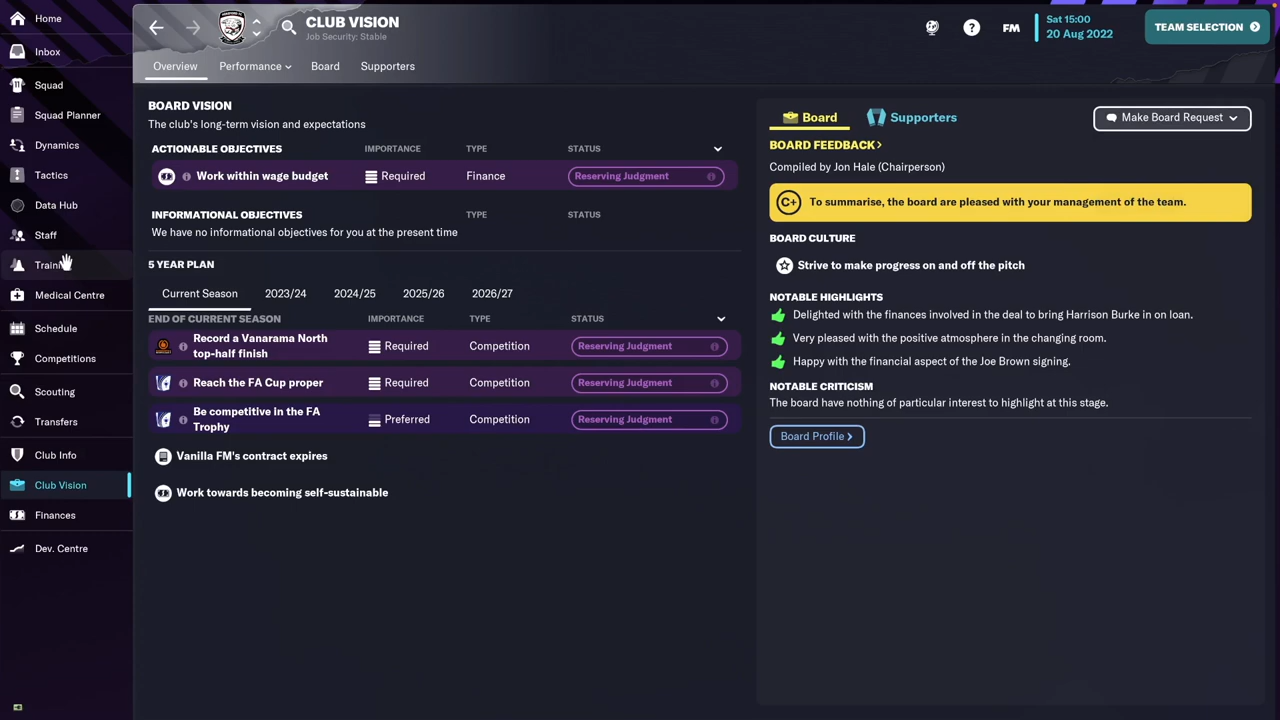 Home
Inbox
Squad
Squad Planner
Dynamics
Tactics
Data Hub
Staff
Medical Centre
Schedule
Competitions
Scouting
Transfers
Club Info
Club Vision
Finances
Dev. Centre
CLUB VISION
Job Security: Stable
FM
Sat 15:00
20 Aug 2022
TEAM SELECTION
Overview Performance Board Supporters
BOARD VISION
The club's long-term vision and expectations
ACTIONABLE OBJECTIVES IMPORTANCE TYPE STATUS
Work within wage budget Required Finance Reserving Judgment
INFORMATIONAL OBJECTIVES TYPE STATUS
We have no informational objectives for you at the present time
5 YEAR PLAN
Current Season 2023/24 2024/25 2025/26 2026/27
END OF CURRENT SEASON IMPORTANCE TYPE STATUS
Record a Vanarama North
top-half finish Required Competition Reserving Judgment
Reach the FA Cup proper Required Competition Reserving Judgment
Be competitive in the FA
Trophy Preferred Competition Reserving Judgment
Vanilla FM's contract expires
Work towards becoming self-sustainable
Board Supporters Make Board Request
BOARD FEEDBACK
Compiled by Jon Hale (Chairperson)
C+ To summarise, the board are pleased with your management of the team.
BOARD CULTURE
Strive to make progress on and off the pitch
NOTABLE HIGHLIGHTS
Delighted with the finances involved in the deal to bring Harrison Burke in on loan.
Very pleased with the positive atmosphere in the changing room.
Happy with the financial aspect of the Joe Brown signing.
NOTABLE CRITICISM
The board have nothing of particular interest to highlight at this stage.
Board Profile